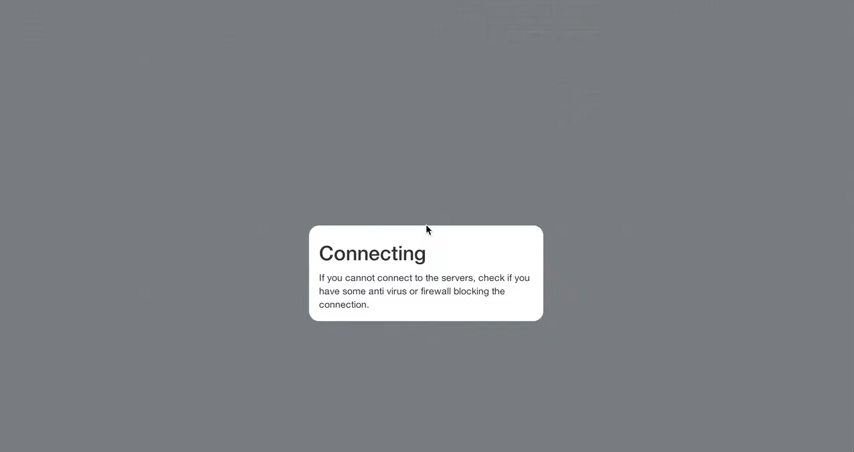 Connecting
If you cannot connect to the servers, check if you
have some anti virus or firewall blocking the
connection.